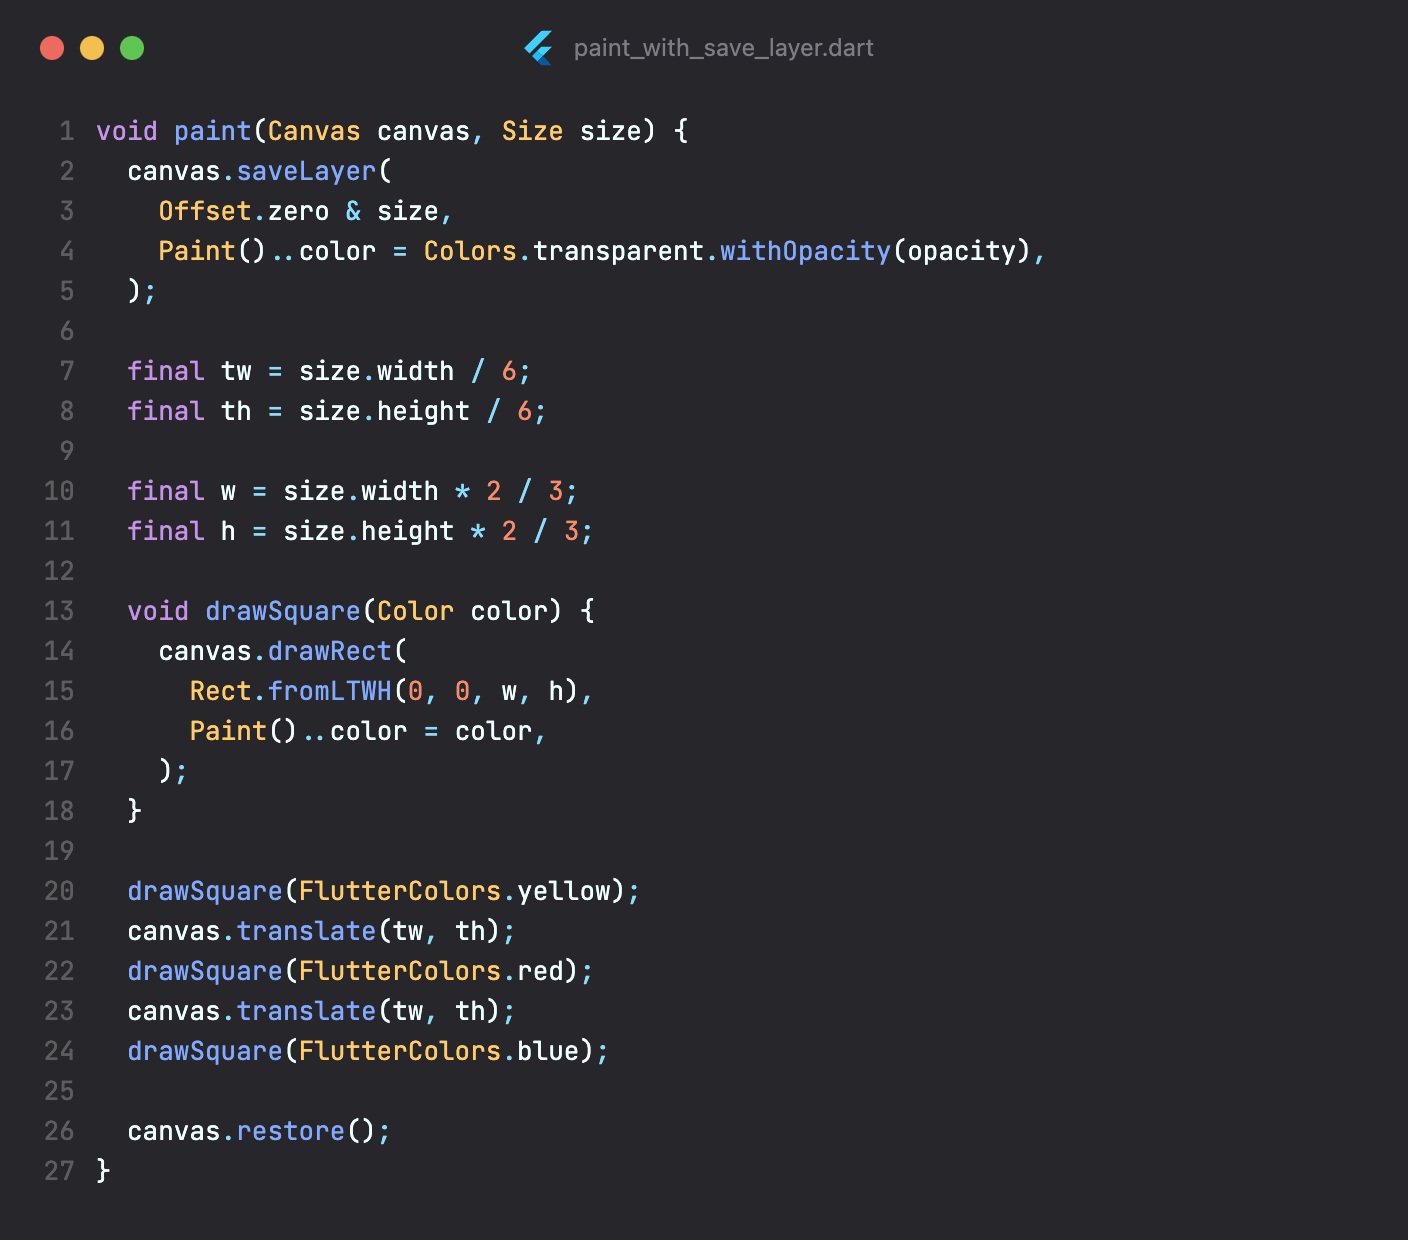 paint_with_save_layer.dart
1 void paint(Canvas canvas, Size size) {
2   canvas.saveLayer(
3     Offset.zero & size,
4     Paint()..color = Colors.transparent.withOpacity(opacity),
5   );
6
7   final tw = size.width / 6;
8   final th = size.height / 6;
9
10   final w = size.width * 2 / 3;
11   final h = size.height * 2 / 3;
12
13   void drawSquare(Color color) {
14     canvas.drawRect(
15       Rect.fromLTWH(0, 0, w, h),
16       Paint()..color = color,
17     );
18   }
19
20   drawSquare(FlutterColors.yellow);
21   canvas.translate(tw, th);
22   drawSquare(FlutterColors.red);
23   canvas.translate(tw, th);
24   drawSquare(FlutterColors.blue);
25
26   canvas.restore();
27 }